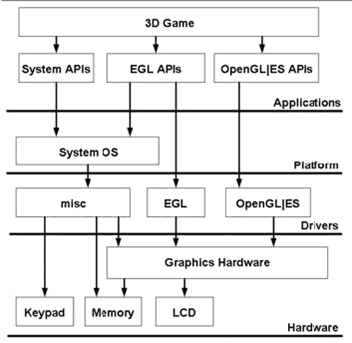 3D Game
System APIs
EGL APIs
OpenGL|ES APIs
Applications
System OS
Platform
misc
EGL
OpenGL|ES
Drivers
Graphics Hardware
Keypad
Memory
LCD
Hardware